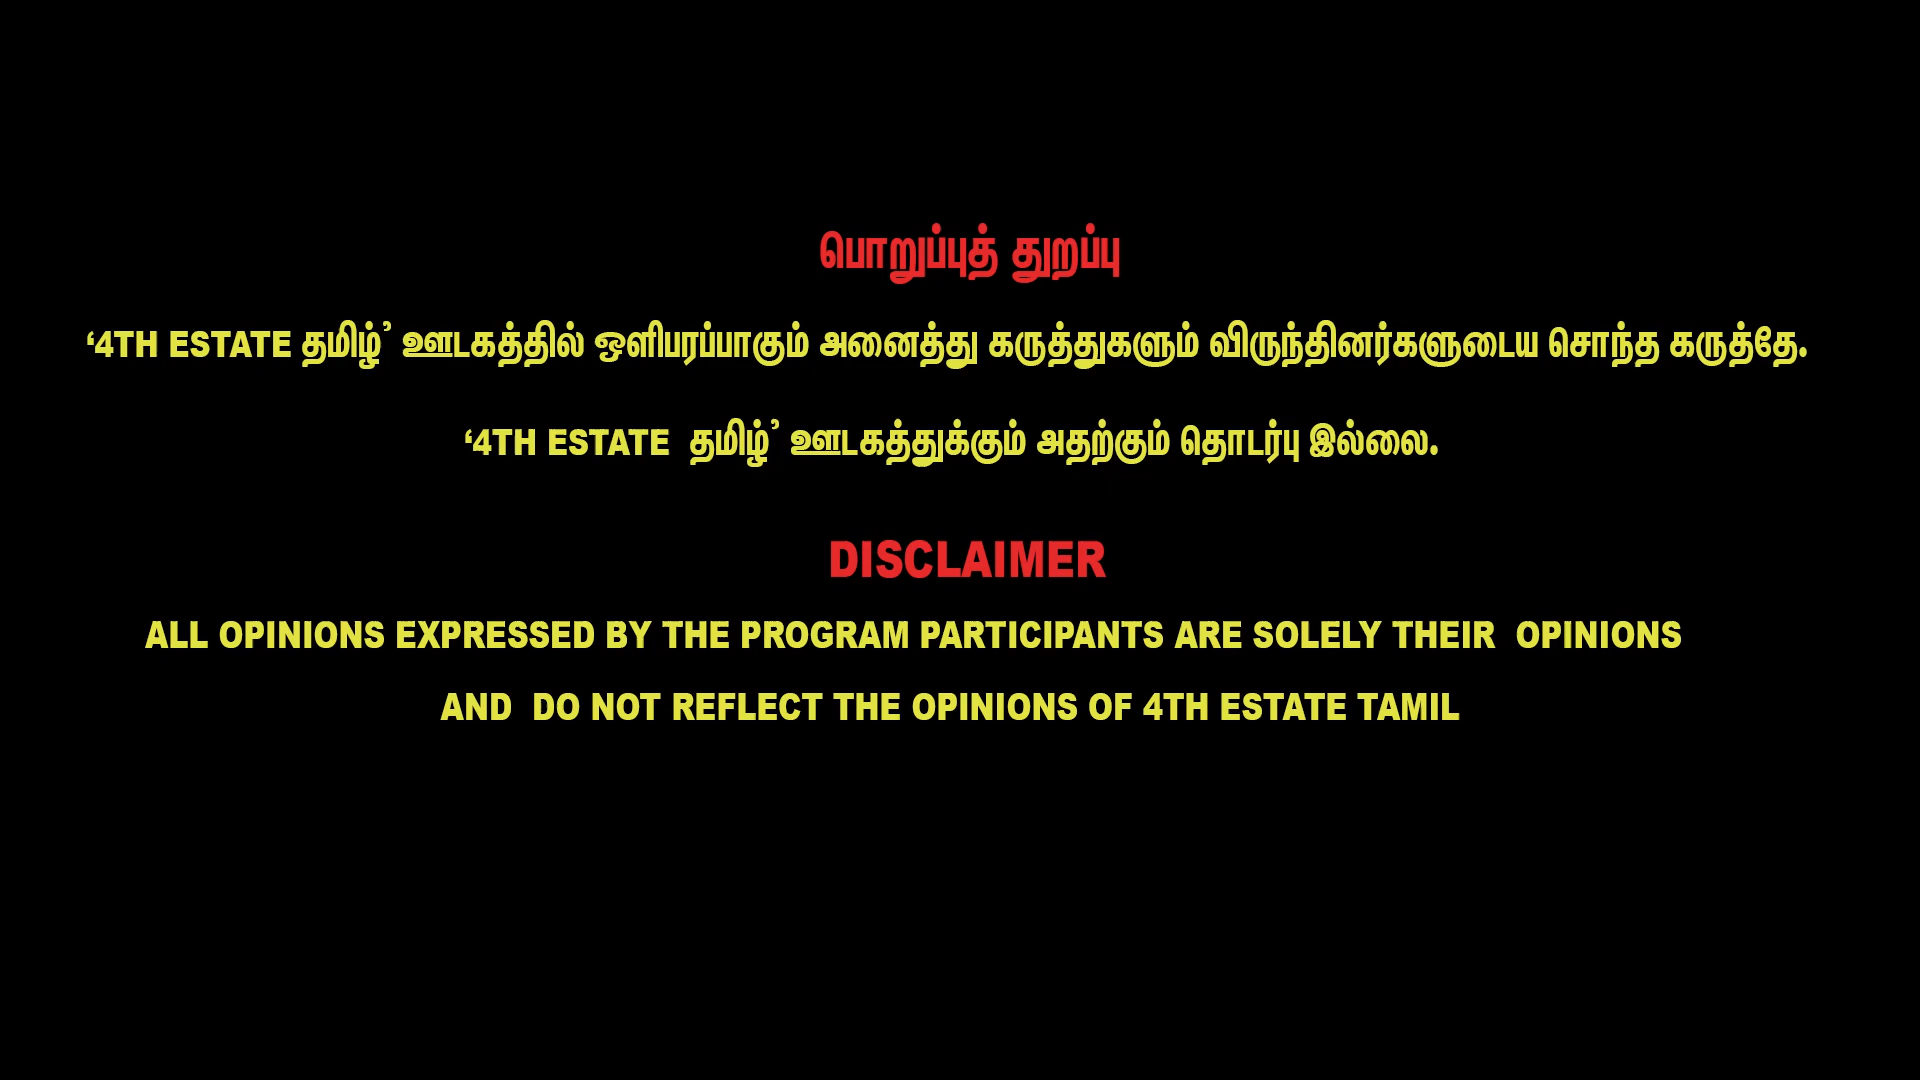 பொறுப்புத் துறப்பு
‘4TH ESTATE தமிழ்’ ஊடகத்தில் ஒளிபரப்பாகும் அனைத்து கருத்துகளும் விருந்தினர்களுடைய சொந்த கருத்தே.
‘4TH ESTATE தமிழ்’ ஊடகத்துக்கும் அதற்கும் தொடர்பு இல்லை.
DISCLAIMER
ALL OPINIONS EXPRESSED BY THE PROGRAM PARTICIPANTS ARE SOLELY THEIR OPINIONS
AND DO NOT REFLECT THE OPINIONS OF 4TH ESTATE TAMIL